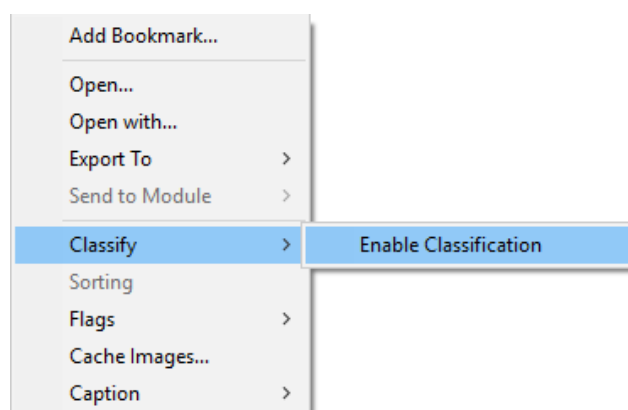 Add Bookmark...
Open...
Open with...
Export To
Send to Module
Classify
Enable Classification
Sorting
Flags
Cache Images...
Caption